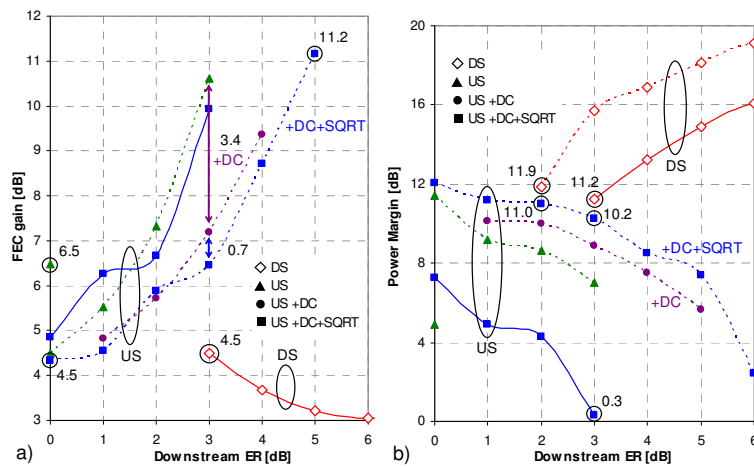 12
11
10
9
8
7
6
5
4
3
FEC gain [dB]
0 1 2 3 4 5 6
Downstream ER [dB]
a)
11.2
3.4
+DC
+DC+SQRT
6.5
0.7
US
4.5
4.5
DS
DS
US
US +DC
US +DC+SQRT
20
16
12
8
4
0
Power Margin [dB]
0 1 2 3 4 5 6
Downstream ER [dB]
b)
DS
US
US +DC
US +DC+SQRT
DS
11.9
11.2
11.0
10.2
+DC+SQRT
+DC
US
0.3